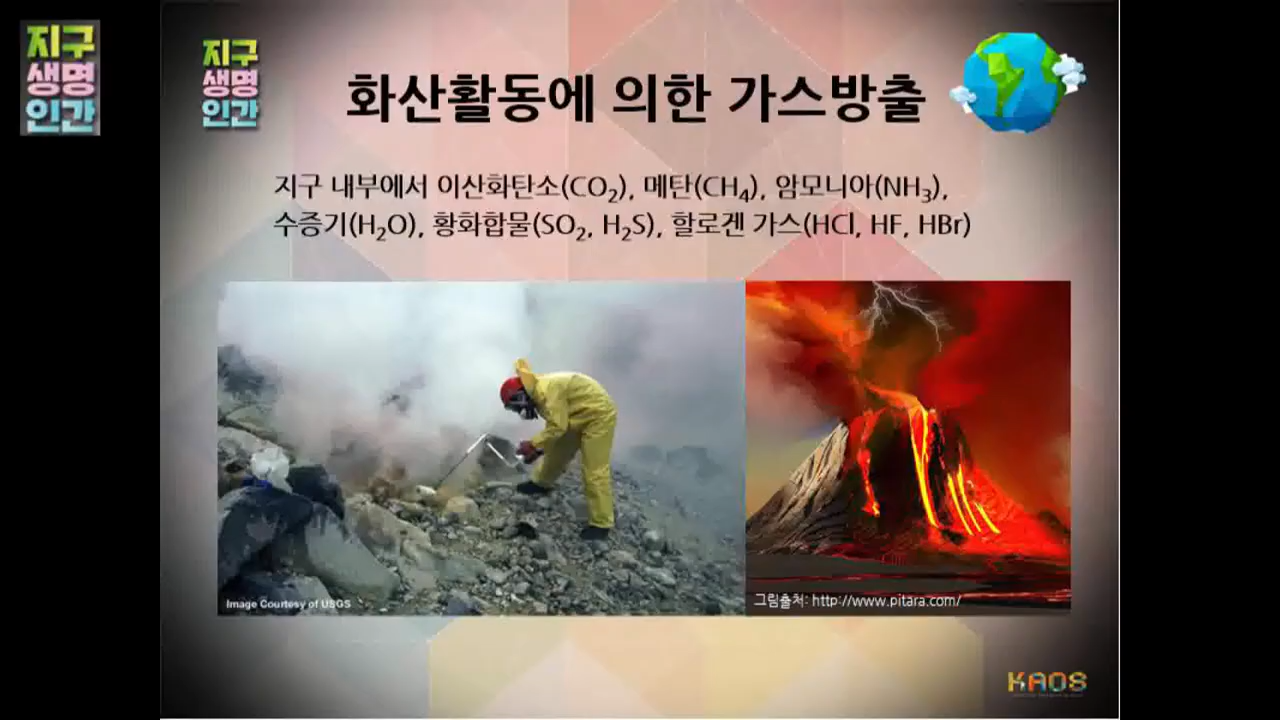 지구
생명
인간
지구
생명
인간
화산활동에 의한 가스방출
지구 내부에서 이산화탄소(CO₂), 메탄(CH₄), 암모니아(NH₃),
수증기(H₂O), 황화합물(SO₂, H₂S), 할로겐 가스(HCl, HF, HBr)
Image Courtesy of USGS
그림출처: http://www.pitara.com/
KAOS